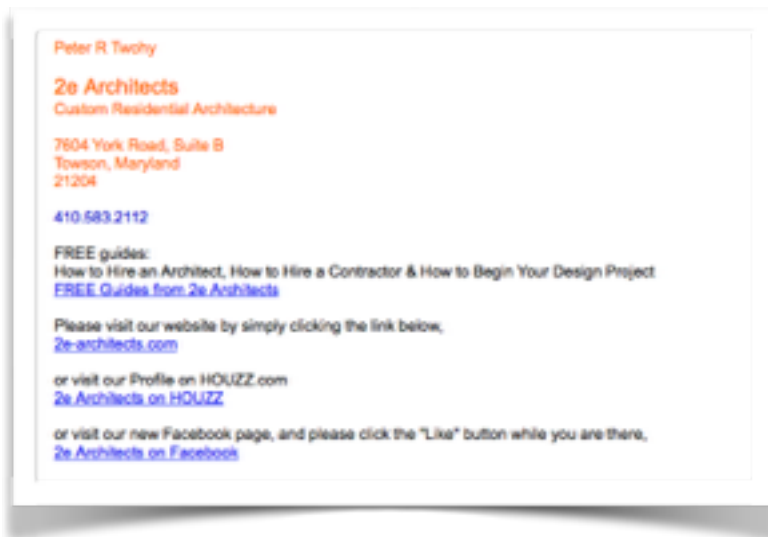 Peter R Twohy
2e Architects
Custom Residential Architecture
7604 York Road, Suite B
Towson, Maryland
21204
410.583.2112
FREE guides:
How to Hire an Architect, How to Hire a Contractor & How to Begin Your Design Project
FREE Guides from 2e Architects
Please visit our website by simply clicking the link below,
2e-architects.com
or visit our Profile on HOUZZ.com
2e Architects on HOUZZ
or visit our new Facebook page, and please click the "Like" button while you are there,
2e Architects on Facebook